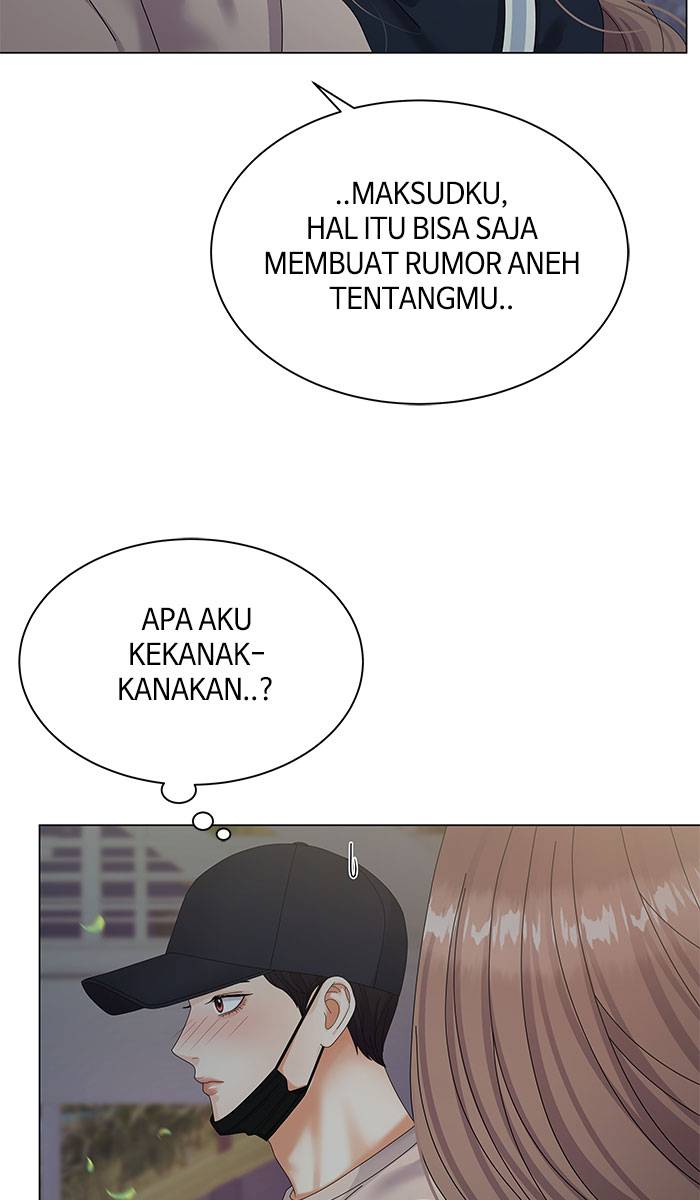 ..MAKSUDKU,
HAL ITU BISA SAJA
MEMBUAT RUMOR ANEH
TENTANGMU..
APA AKU
KEKANAK-
KANAKAN..?